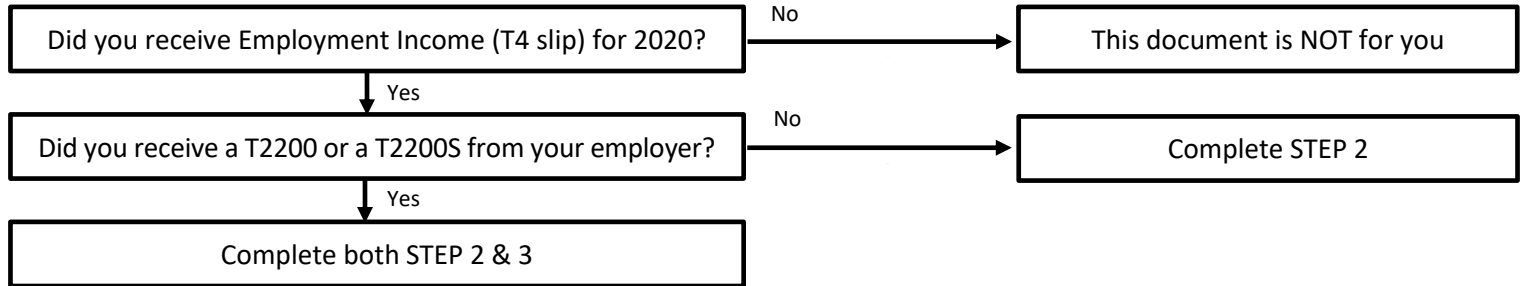 Did you receive Employment Income (T4 slip) for 2020?
No
This document is NOT for you
Yes
Did you receive a T2200 or a T2200S from your employer?
No
Complete STEP 2
Yes
Complete both STEP 2 & 3